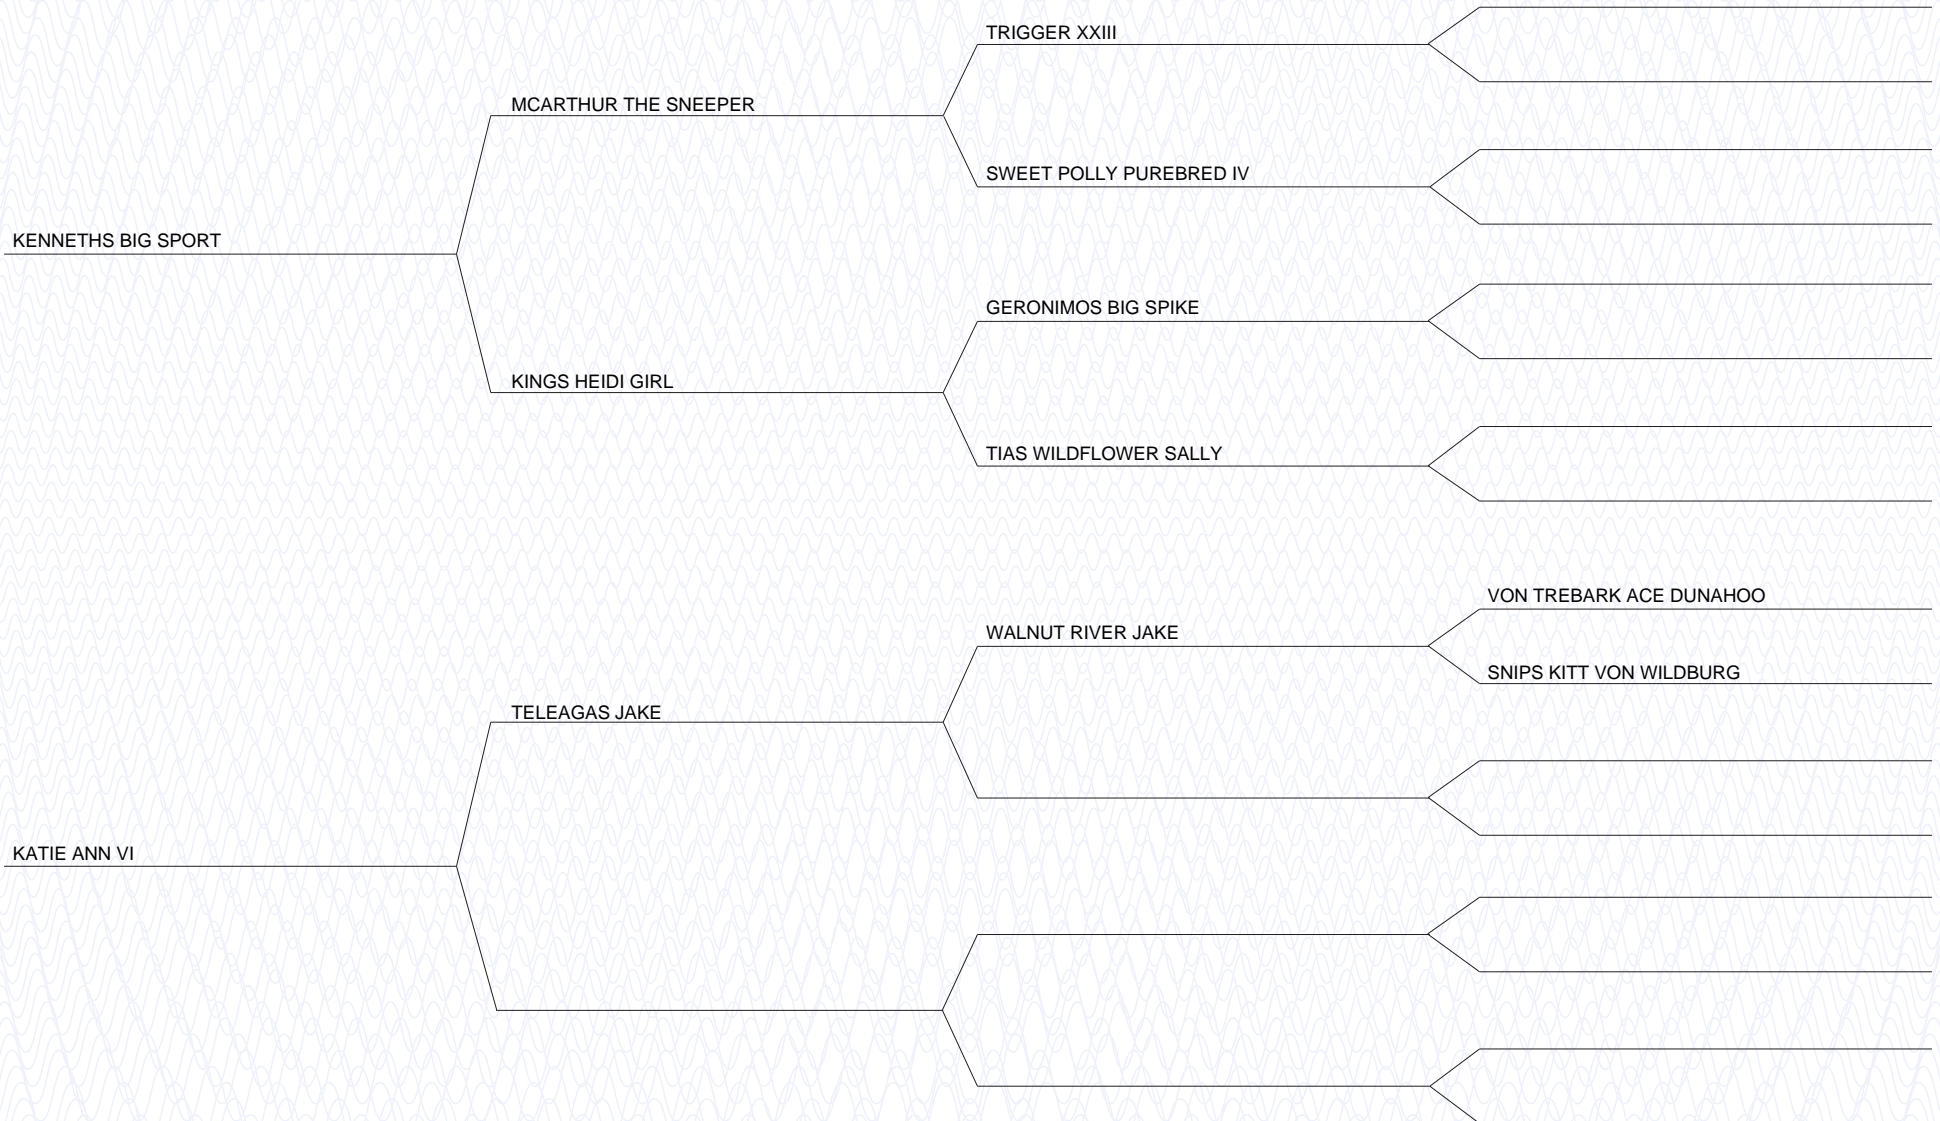 TRIGGER XXIII
MCARTHUR THE SNEEPER
SWEET POLLY PUREBRED IV
KENNETHS BIG SPORT
GERONIMOS BIG SPIKE
KINGS HEIDI GIRL
TIAS WILDFLOWER SALLY
VON TREBARK ACE DUNAHOO
WALNUT RIVER JAKE
SNIPS KITT VON WILDBURG
TELEAGAS JAKE
KATIE ANN VI